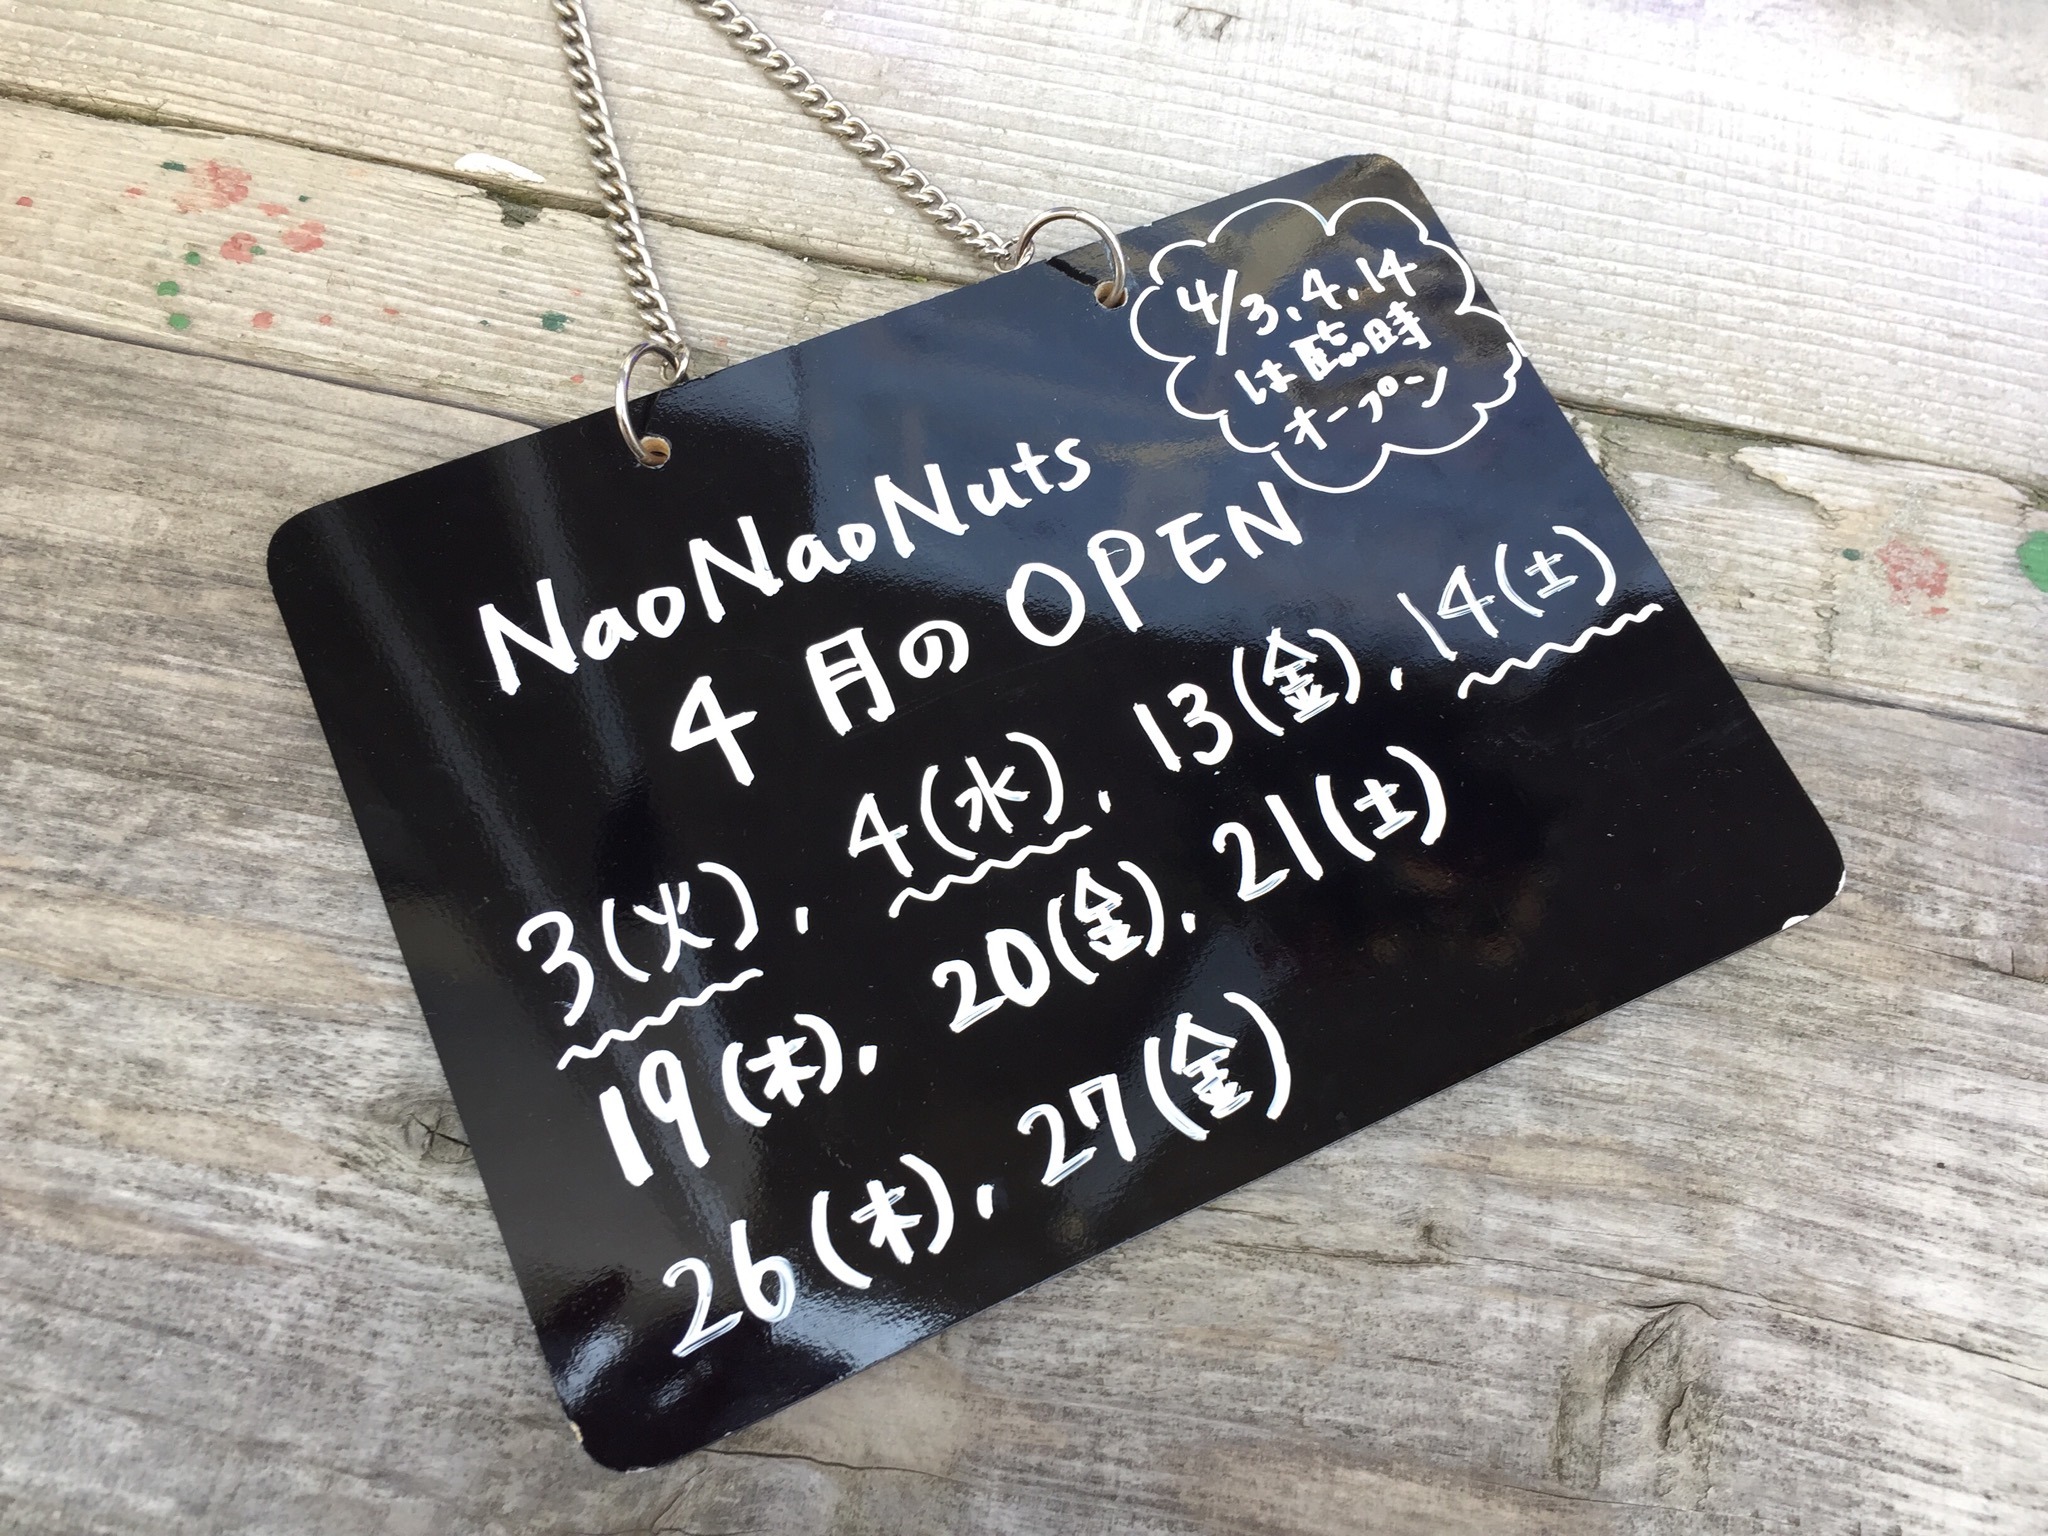 4/3.4.14
は臨時
オープン
NaoNaoNuts
4月のOPEN
3(火), 4(水), 13(金), 14(土)
19(木), 20(金), 21(土)
26(木), 27(金)